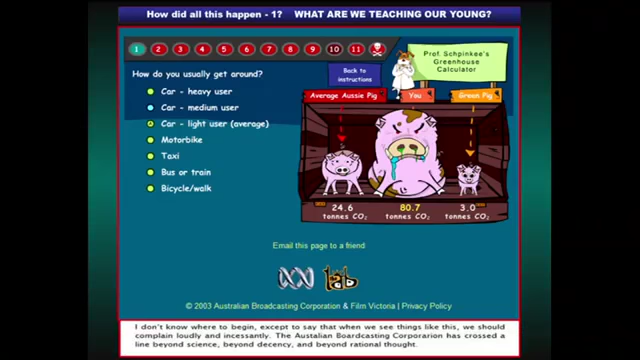 How did all this happen - 1?   WHAT ARE WE TEACHING OUR YOUNG?
1 2 3 4 5 6 7 8 9 10 11
Prof. Schpinkee's
Greenhouse
Calculator
How do you usually get around?
Back to
instructions
Car - heavy user
Average Aussie Pig
You
Green Pig
Car - medium user
Car - light user (average)
Motorbike
Taxi
Bus or train
Bicycle/walk
24.6
tonnes CO2
80.7
tonnes CO2
3.0
tonnes CO2
Email this page to a friend
lab
© 2003 Australian Broadcasting Corporation & Film Victoria | Privacy Policy
I don't know where to begin, except to say that when we see things like this, we should
complain loudly and incessantly. The Austalian Boardcasting Corporarion has crossed a
line beyond science, beyond decency, and beyond rational thought.